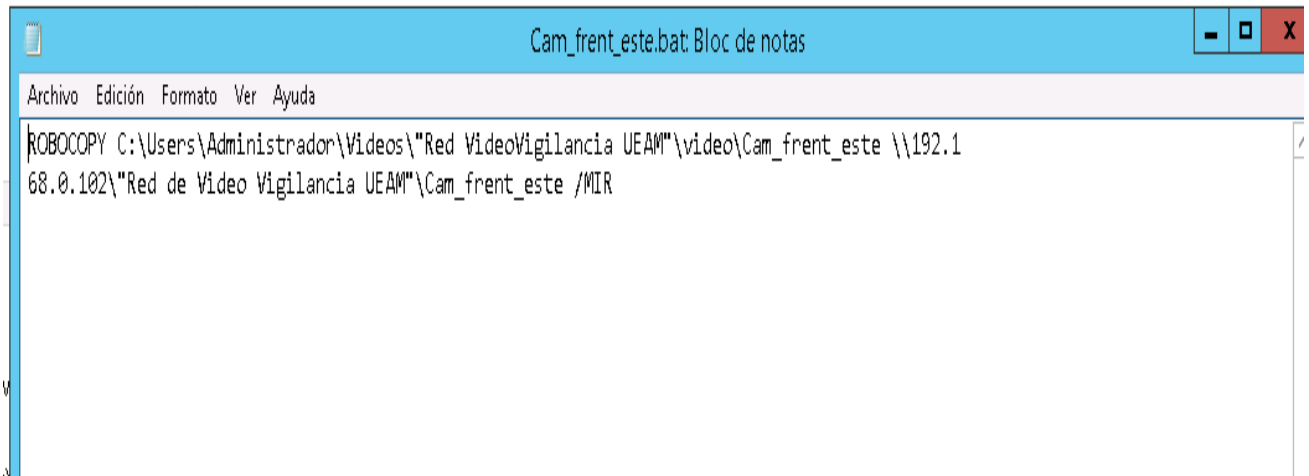 Cam_frent_este.bat: Bloc de notas
Archivo Edición Formato Ver Ayuda
ROBOCOPY C:\Users\Administrador\Videos\"Red VideoVigilancia UEAM"\video\Cam_frent_este \\192.1
68.0.102\"Red de Video Vigilancia UEAM"\Cam_frent_este /MIR